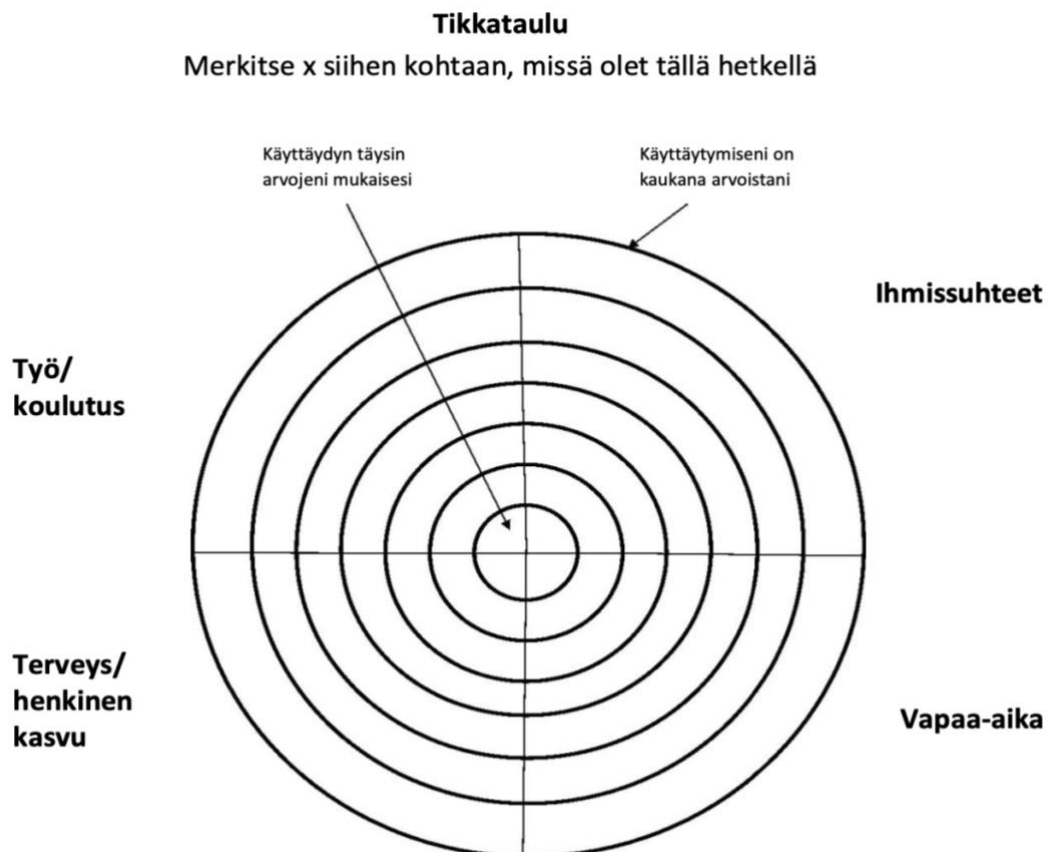 Tikkataulu
Merkitse x siihen kohtaan, missä olet tällä hetkellä
Käyttäydyn täysin
arvojeni mukaisesi
Käyttäytymiseni on
kaukana arvoistani
Ihmissuhteet
Työ/
koulutus
Terveys/
henkinen
kasvu
Vapaa-aika